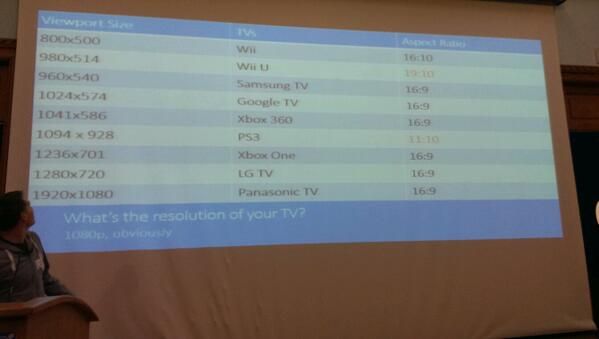 Viewport Size TVs Aspect Ratio
800x500 Wii 16:10
980x514 Wii U 19:10
960x540 Samsung TV 16:9
1024x574 Google TV 16:9
1041x586 Xbox 360 16:9
1094 x 928 PS3 11:10
1236x701 Xbox One 16:9
1280x720 LG TV 16:9
1920x1080 Panasonic TV 16:9
What's the resolution of your TV?
1080p, obviously